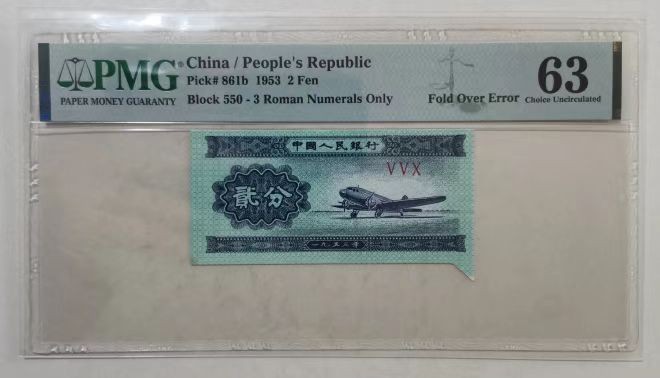 PMG
PAPER MONEY GUARANTY
China / People's Republic
Pick# 861b 1953 2 Fen
Block 550 - 3 Roman Numerals Only
Fold Over Error
63
Choice Uncirculated
中國人民銀行
VVX
貳分
一九五三年